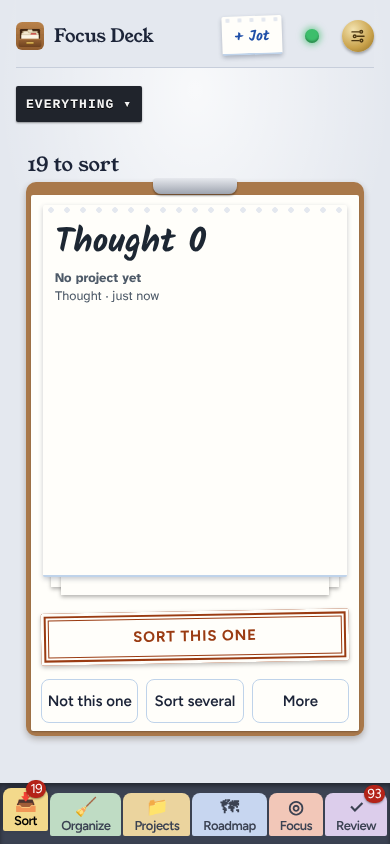 Focus Deck
+ Jot
EVERYTHING ▾
19 to sort
Thought 0
No project yet
Thought · just now
SORT THIS ONE
Not this one
Sort several
More
19
Sort
Organize
Projects
Roadmap
Focus
93
Review